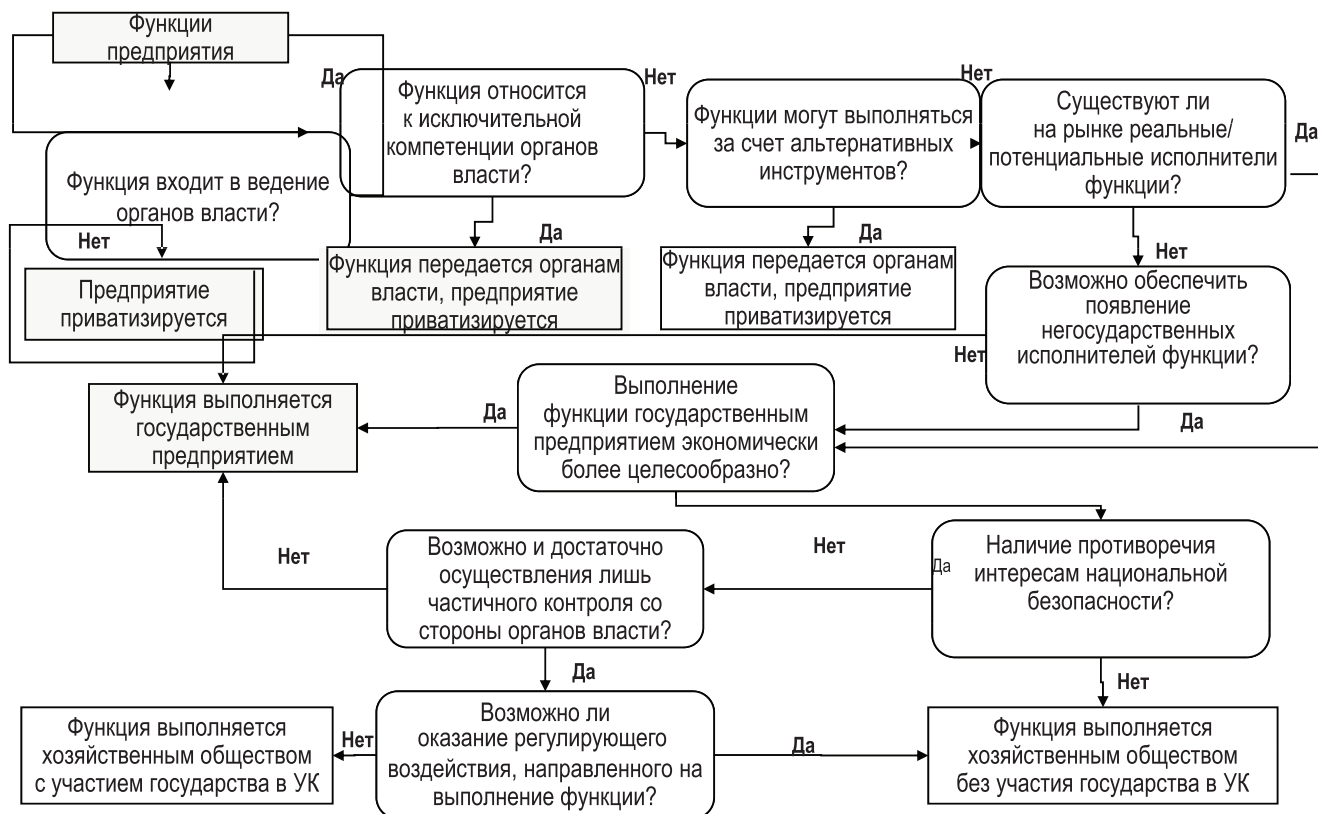 Функции
предприятия
Да
Функция относится
к исключительной
компетенции органов
власти?
Нет
Функции могут выполняться
за счет альтернативных
инструментов?
Нет
Существуют ли
на рынке реальные/
потенциальные исполнители
функции?
Да
Функция входит в ведение
органов власти?
Нет
Предприятие
приватизируется
Да
Функция передается органам
власти, предприятие
приватизируется
Да
Функция передается органам
власти, предприятие
приватизируется
Нет
Возможно обеспечить
появление
негосударственных
исполнителей функции?
Нет
Да
Функция выполняется
государственным
предприятием
Да
Выполнение
функции государственным
предприятием экономически
более целесообразно?
Нет
Возможно и достаточно
осуществления лишь
частичного контроля со
стороны органов власти?
Нет
Да
Наличие противоречия
интересам национальной
безопасности?
Да
Нет
Функция выполняется
хозяйственным обществом
с участием государства в УК
Нет
Возможно ли
оказание регулирующего
воздействия, направленного на
выполнение функции?
Да
Функция выполняется
хозяйственным обществом
без участия государства в УК